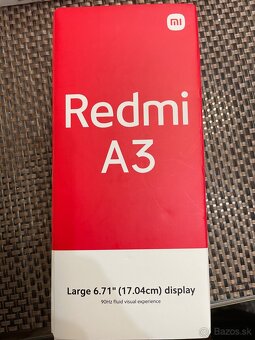 mi
Redmi
A3
Large 6.71" (17.04cm) display
90Hz fluid visual experience
Bazos.sk